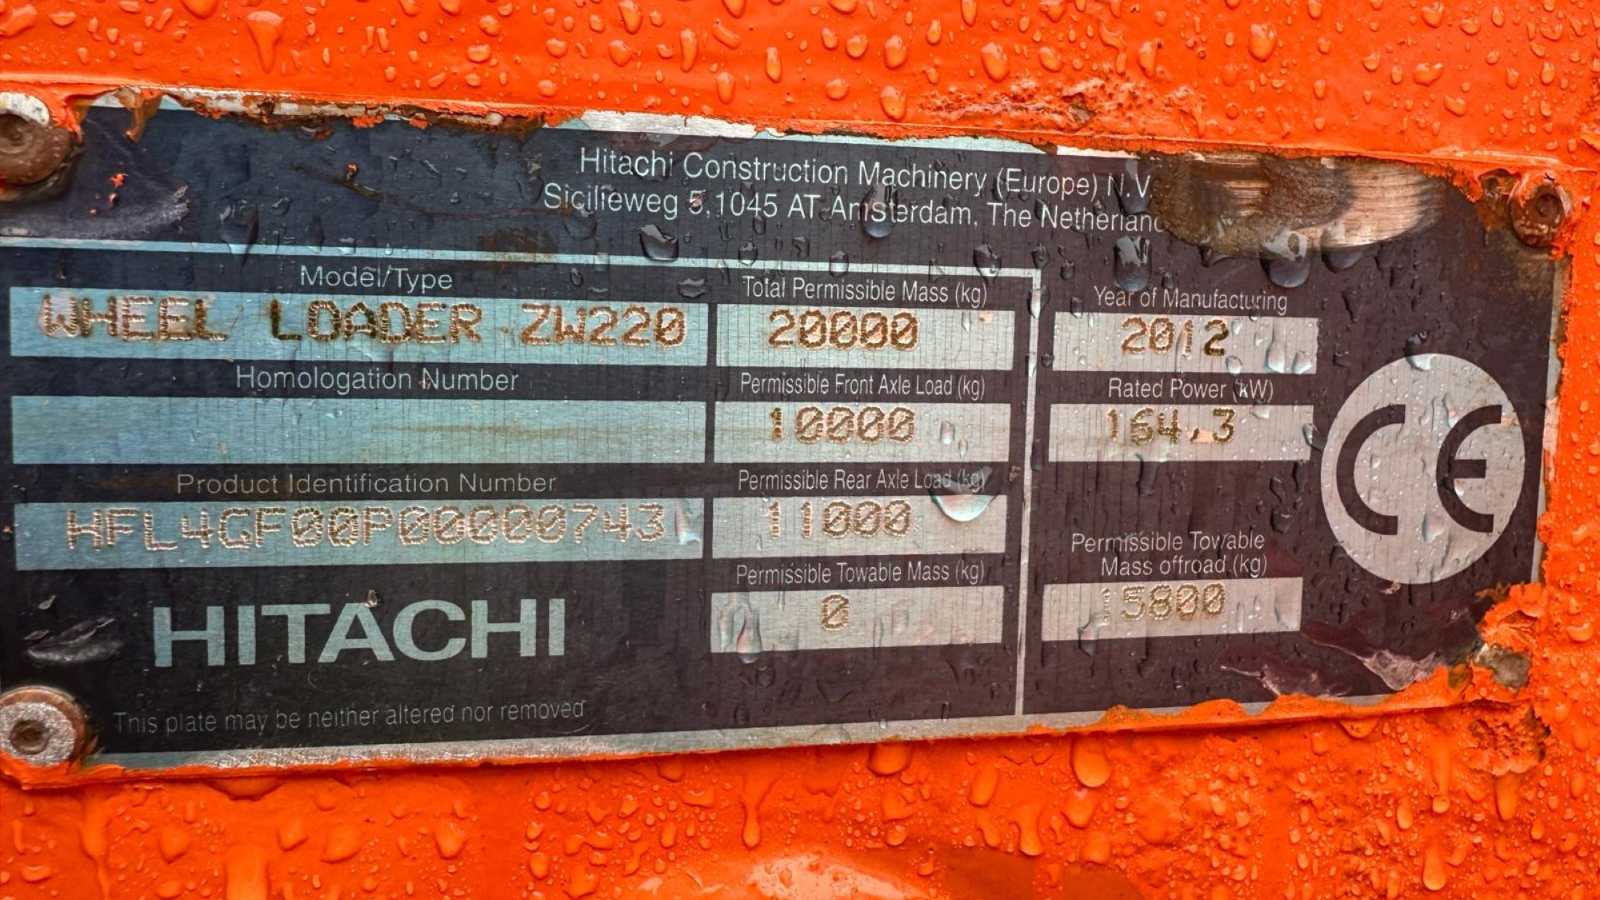 Hitachi Construction Machinery (Europe) N.V
Sicilieweg 5, 1045 AT Amsterdam, The Netherland
Model/Type
WHEEL LOADER ZW220
Homologation Number
Product Identification Number
HFL4GF00P00000743
HITACHI
This plate may be neither altered nor removed
Total Permissible Mass (kg)
20000
Permissible Front Axle Load (kg)
10000
Permissible Rear Axle Load (kg)
11000
Permissible Towable Mass (kg)
0
Year of Manufacturing
2012
Rated Power (kW)
164.3
Permissible Towable
Mass offroad (kg)
15800
CE